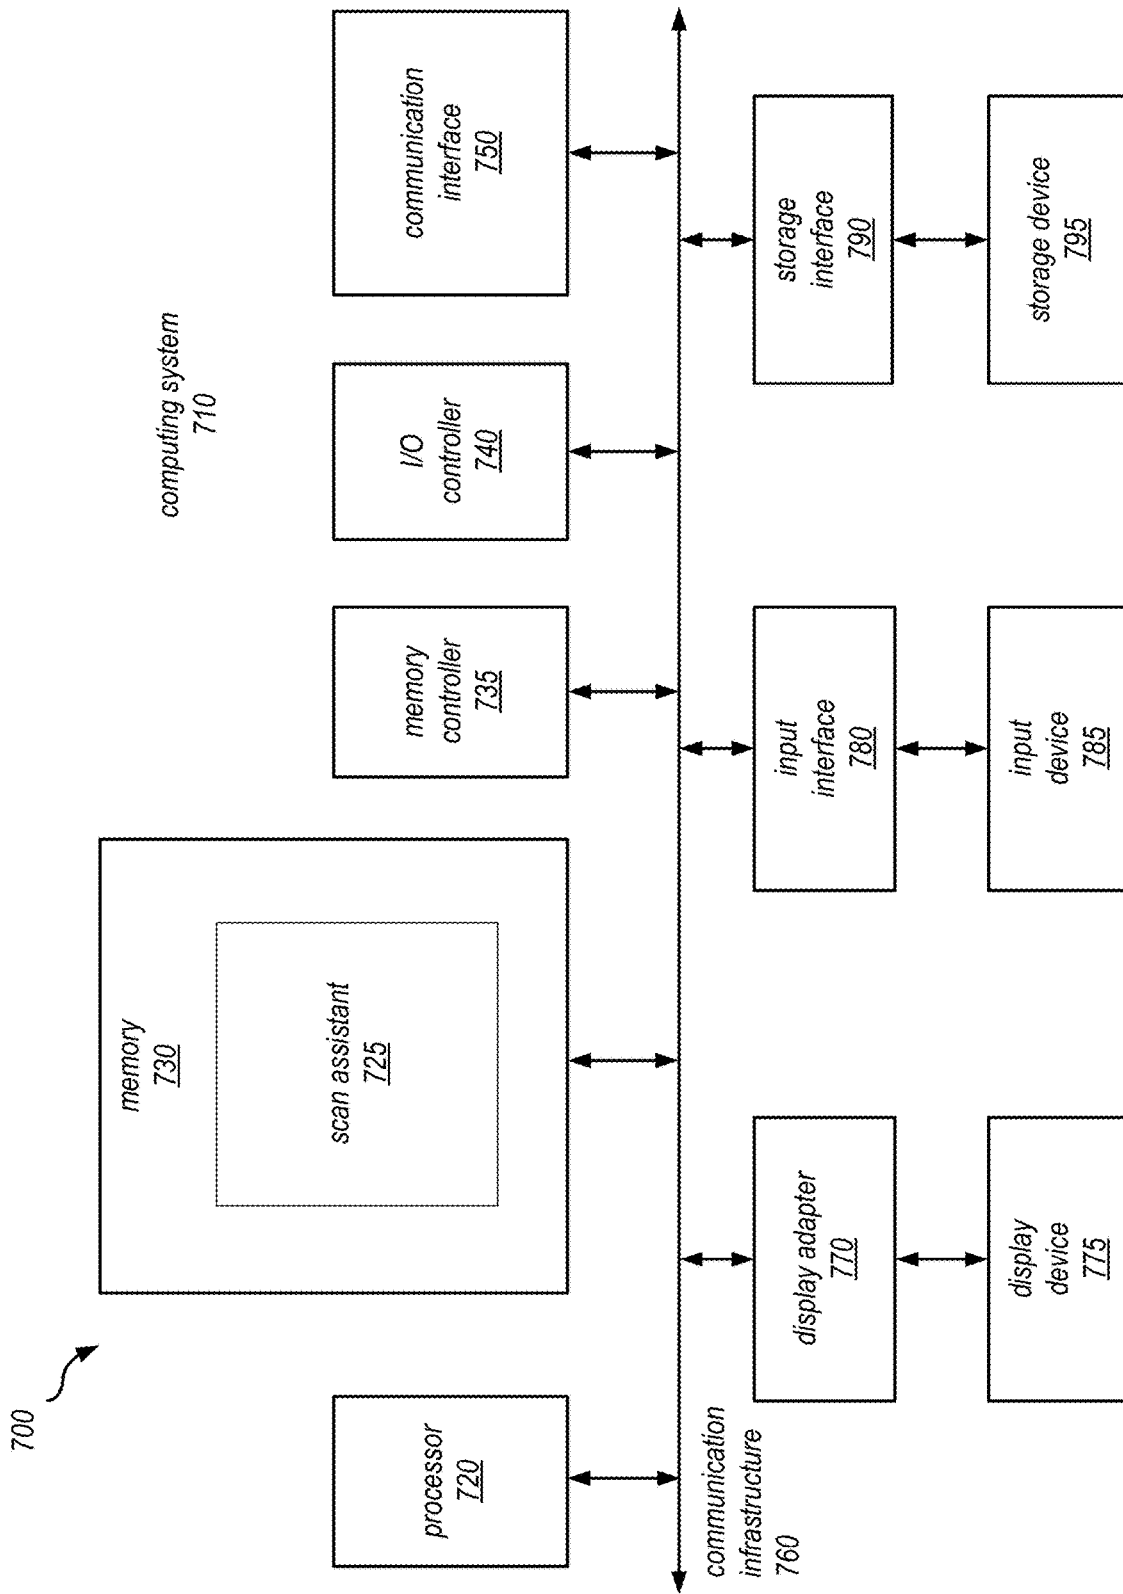 700
computing system
710
processor
720
memory
730
scan assistant
725
memory
controller
735
I/O
controller
740
communication
interface
750
communication
infrastructure
760
display adapter
770
input
interface
780
storage
interface
790
display
device
775
input
device
785
storage device
795